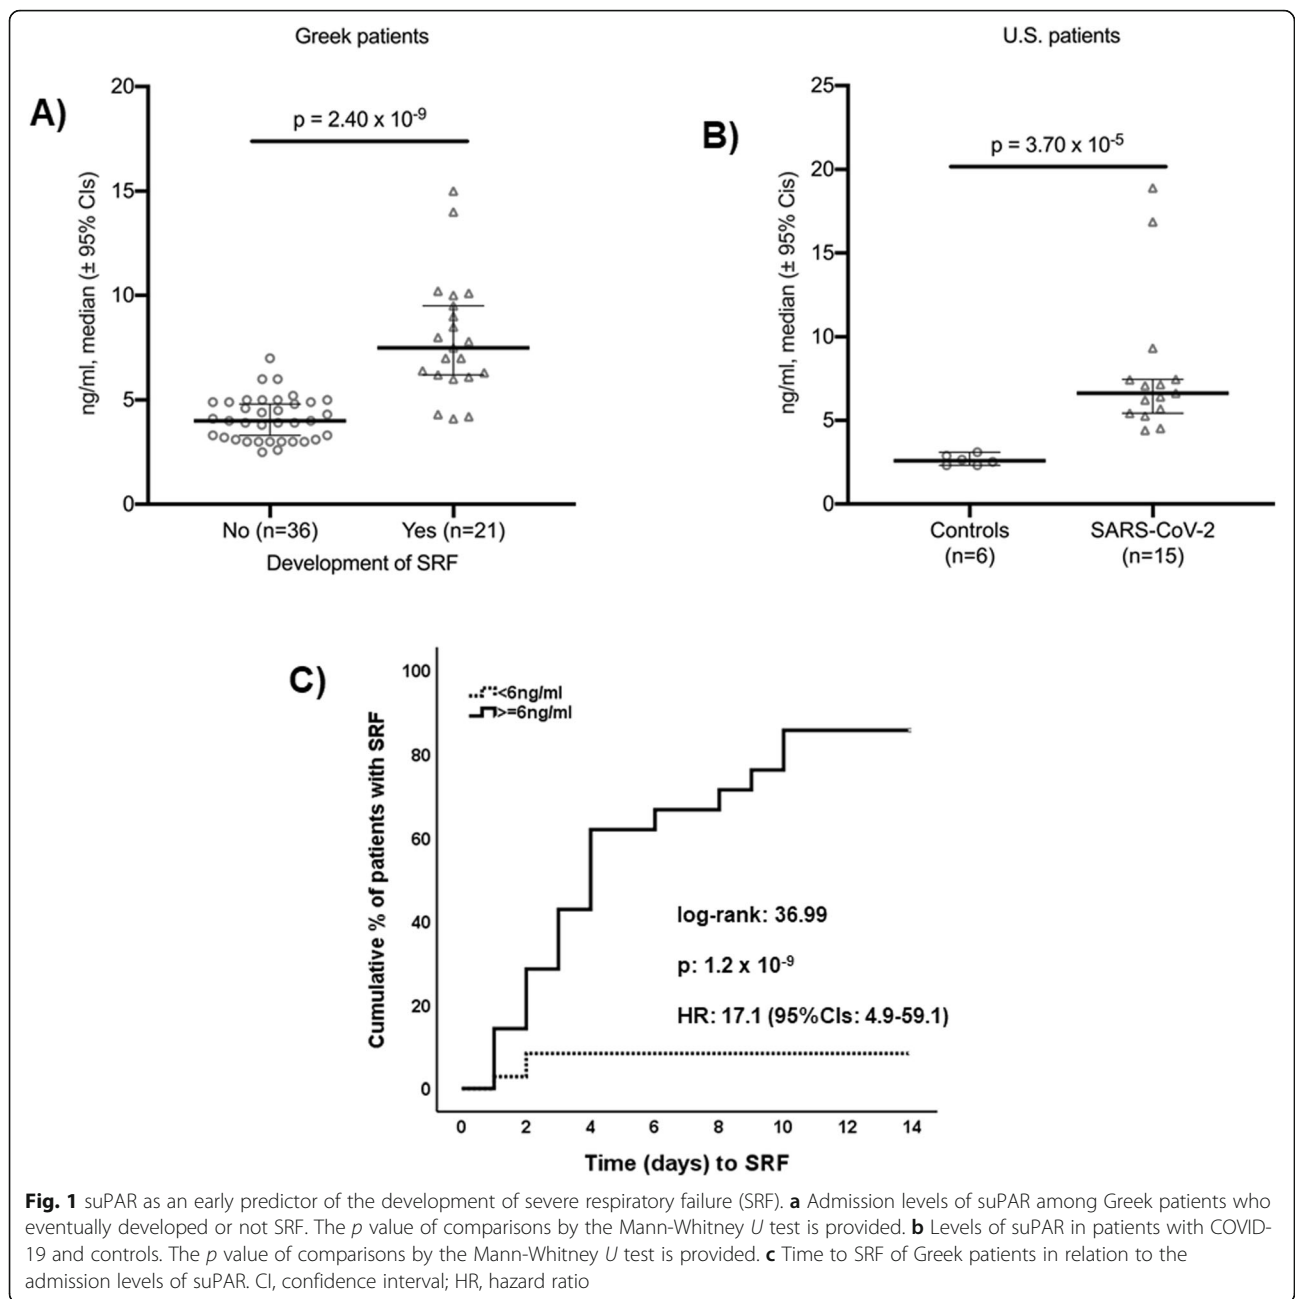 Greek patients
A)
ng/ml, median (± 95% CIs)
20
15
10
5
0
p = 2.40 x 10-9
No (n=36)
Yes (n=21)
Development of SRF
U.S. patients
B)
ng/ml, median (± 95% Cis)
25
20
15
10
5
0
p = 3.70 x 10-5
Controls
(n=6)
SARS-CoV-2
(n=15)
C)
Cumulative % of patients with SRF
100
80
60
40
20
0
<6ng/ml
>=6ng/ml
log-rank: 36.99
p: 1.2 x 10-9
HR: 17.1 (95%CIs: 4.9-59.1)
0 2 4 6 8 10 12 14
Time (days) to SRF
Fig. 1 suPAR as an early predictor of the development of severe respiratory failure (SRF). a Admission levels of suPAR among Greek patients who
eventually developed or not SRF. The p value of comparisons by the Mann-Whitney U test is provided. b Levels of suPAR in patients with COVID-
19 and controls. The p value of comparisons by the Mann-Whitney U test is provided. c Time to SRF of Greek patients in relation to the
admission levels of suPAR. CI, confidence interval; HR, hazard ratio